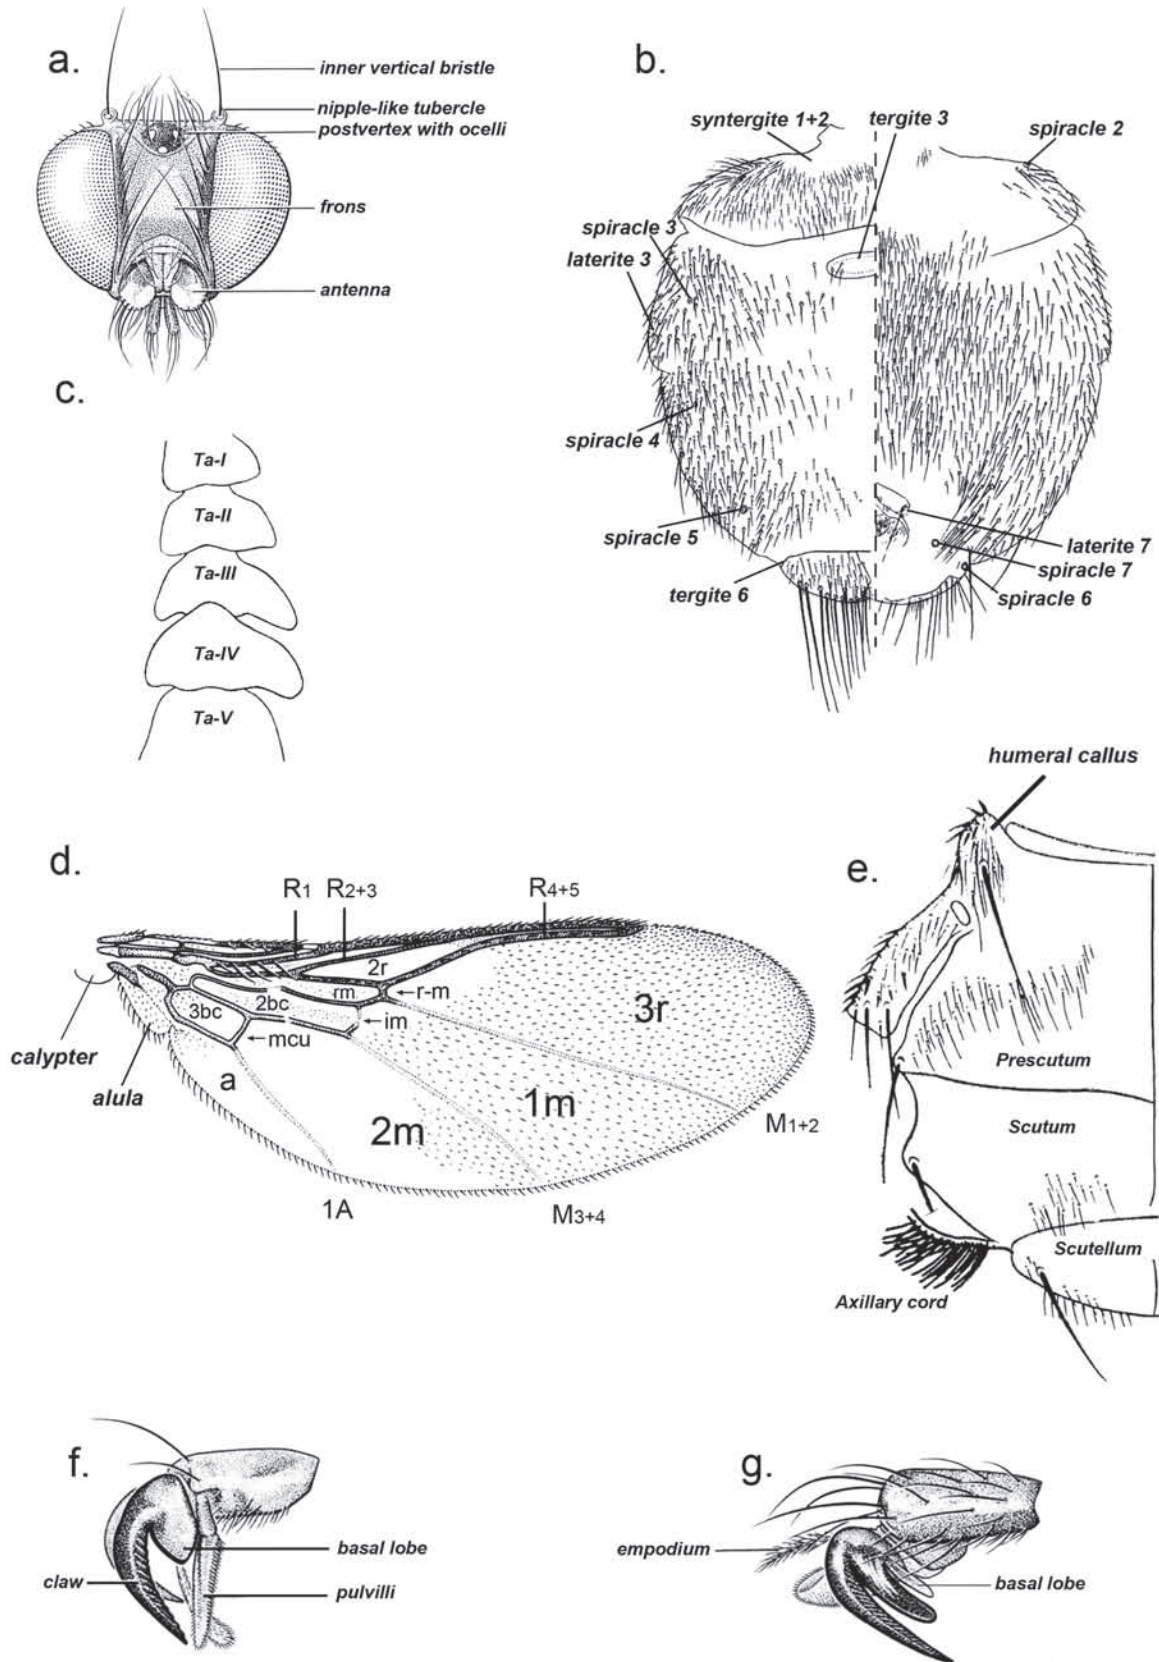 a.
inner vertical bristle
nipple-like tubercle
postvertex with ocelli
frons
antenna
b.
syntergite 1+2
tergite 3
spiracle 2
spiracle 3
laterite 3
spiracle 4
spiracle 5
tergite 6
laterite 7
spiracle 7
spiracle 6
c.
Ta-I
Ta-II
Ta-III
Ta-IV
Ta-V
d.
R1
R2+3
R4+5
2r
rm
r-m
3r
2bc
3bc
im
mcu
calypter
alula
a
1m
2m
M1+2
1A
M3+4
humeral callus
e.
Prescutum
Scutum
Scutellum
Axillary cord
f.
basal lobe
claw
pulvilli
g.
empodium
basal lobe